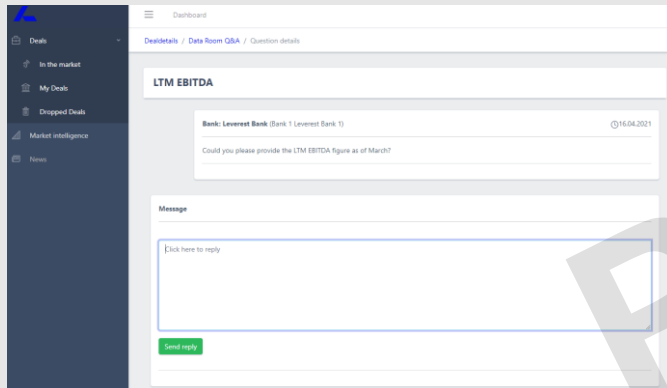 Dashboard
Deals
In the market
My Deals
Dropped Deals
Market intelligence
News
Dealdetails / Data Room Q&A / Question details
LTM EBITDA
Bank: Leverest Bank (Bank 1 Leverest Bank 1)
16.04.2021
Could you please provide the LTM EBITDA figure as of March?
Message
Click here to reply
Send reply